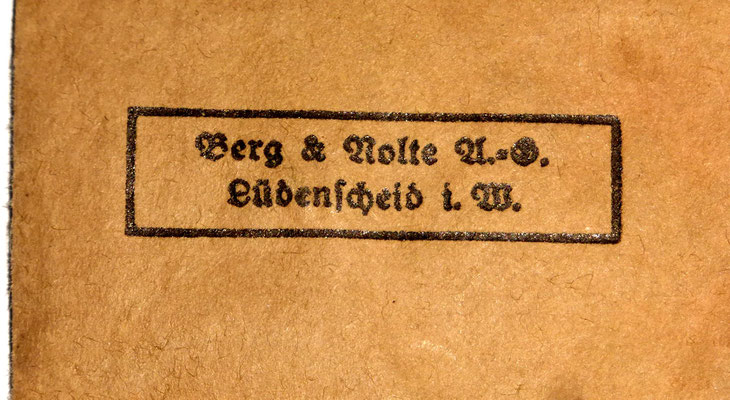 Berg & Nolte A.-G.
Lüdenscheid i. W.